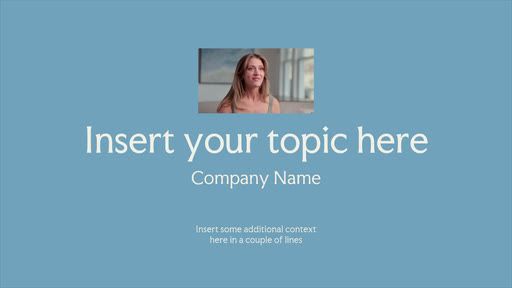 Insert your topic here
Company Name
Insert some additional context
here in a couple of lines